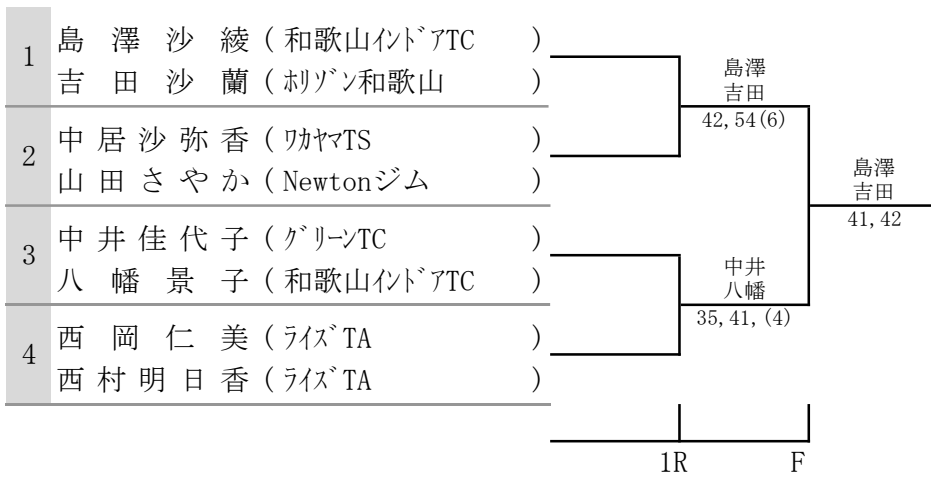 1
島澤沙綾(和歌山ｲﾝﾄﾞｱTC)
吉田沙蘭(ﾎﾘｿﾞﾝ和歌山)
2
中居沙弥香(ﾜｶﾔﾏTS)
山田さやか(Newtonジム)
3
中井佳代子(ｸﾞﾘｰﾝTC)
八幡景子(和歌山ｲﾝﾄﾞｱTC)
4
西岡仁美(ﾗｲｽﾞTA)
西村明日香(ﾗｲｽﾞTA)
島澤
吉田
42,54(6)
中井
八幡
35,41,(4)
島澤
吉田
41,42
1R F